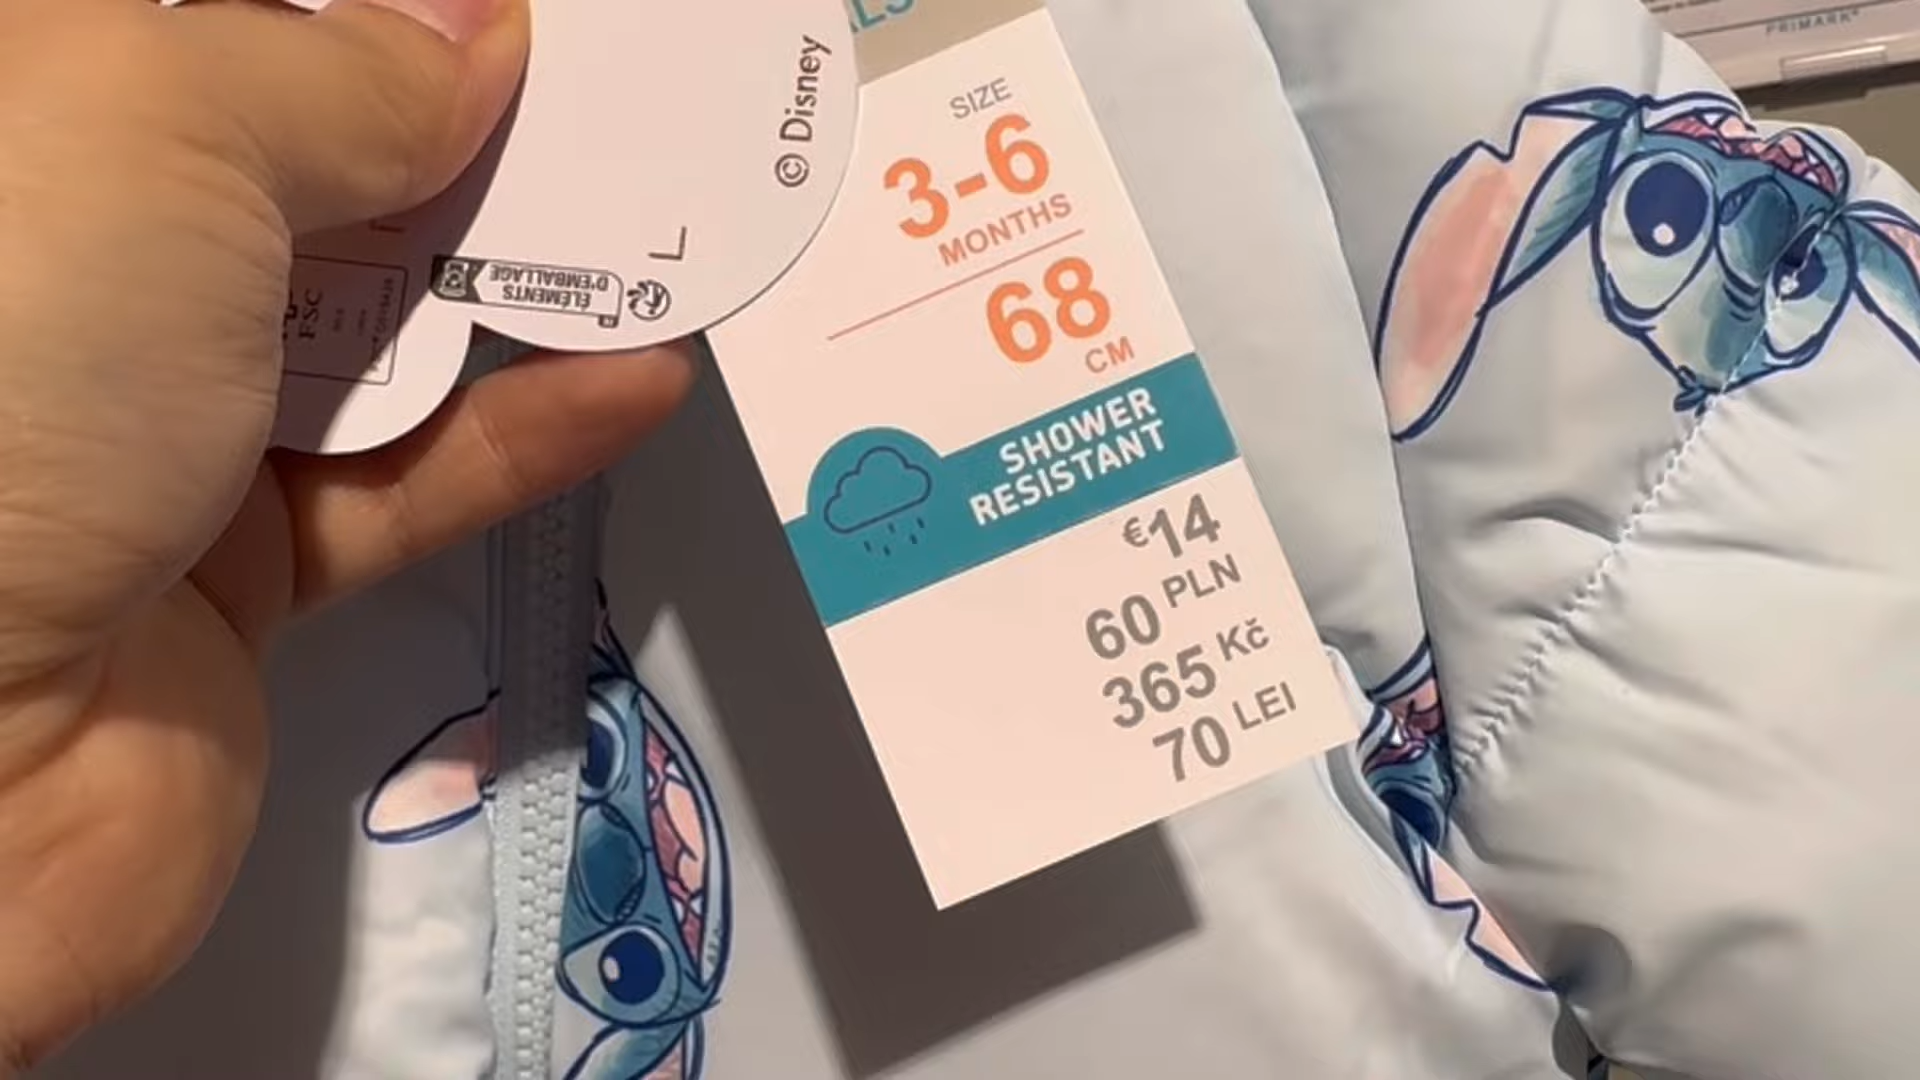 PRIMARK
© Disney
SIZE
3-6
MONTHS
68
CM
SHOWER
RESISTANT
€14
60 PLN
365 Kč
70 LEI
ÉLÉMENTS
D'EMBALLAGE
FSC